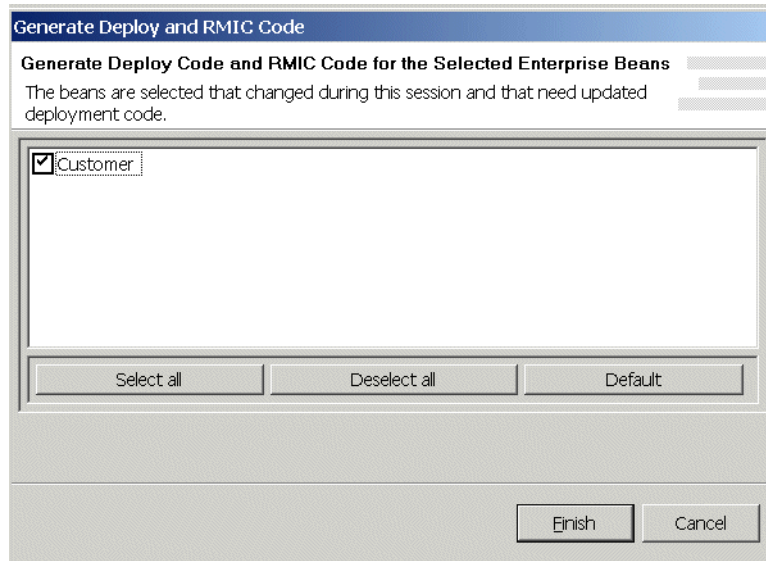 Generate Deploy and RMIC Code
Generate Deploy Code and RMIC Code for the Selected Enterprise Beans
The beans are selected that changed during this session and that need updated
deployment code.
Customer
Select all Deselect all Default
Finish Cancel